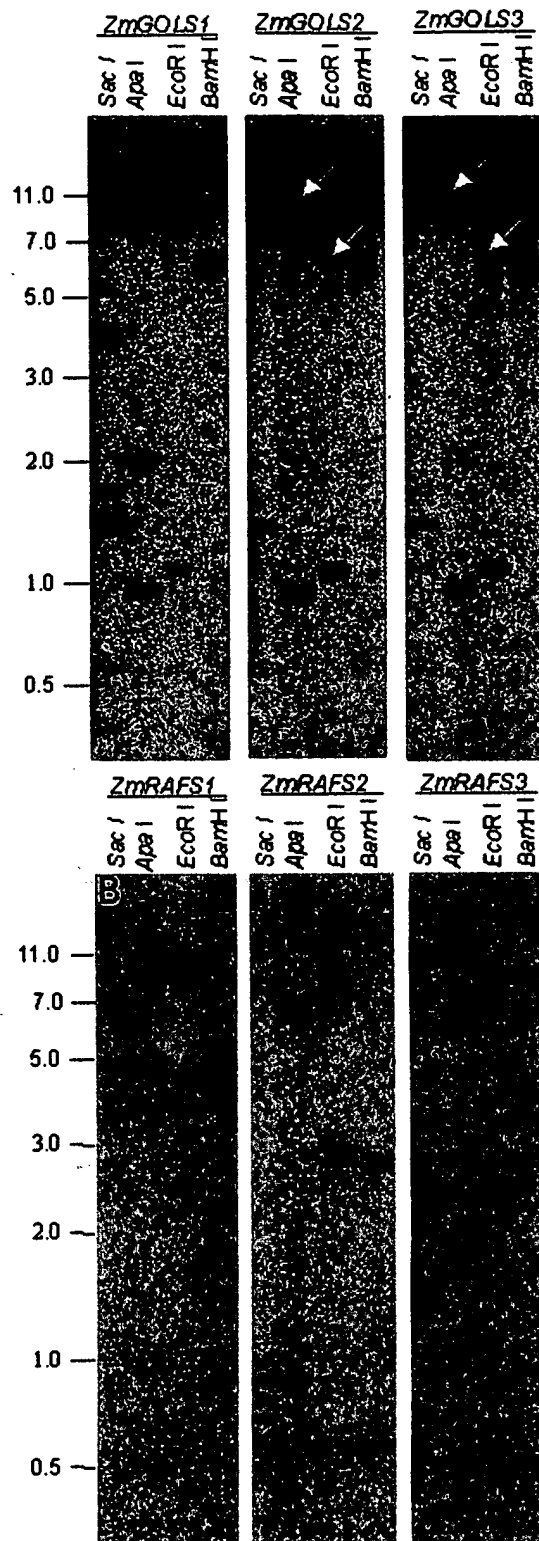 ZmGOLS1 ZmGOLS2 ZmGOLS3
Sac I Apa I EcoR I BamH I Sac I Apa I EcoR I BamH I Sac I Apa I EcoR I BamH I
11.0
7.0
5.0
3.0
2.0
1.0
0.5
ZmRAFS1 ZmRAFS2 ZmRAFS3
Sac I Apa I EcoR I BamH I Sac I Apa I EcoR I BamH I Sac I Apa I EcoR I BamH I
B
11.0
7.0
5.0
3.0
2.0
1.0
0.5